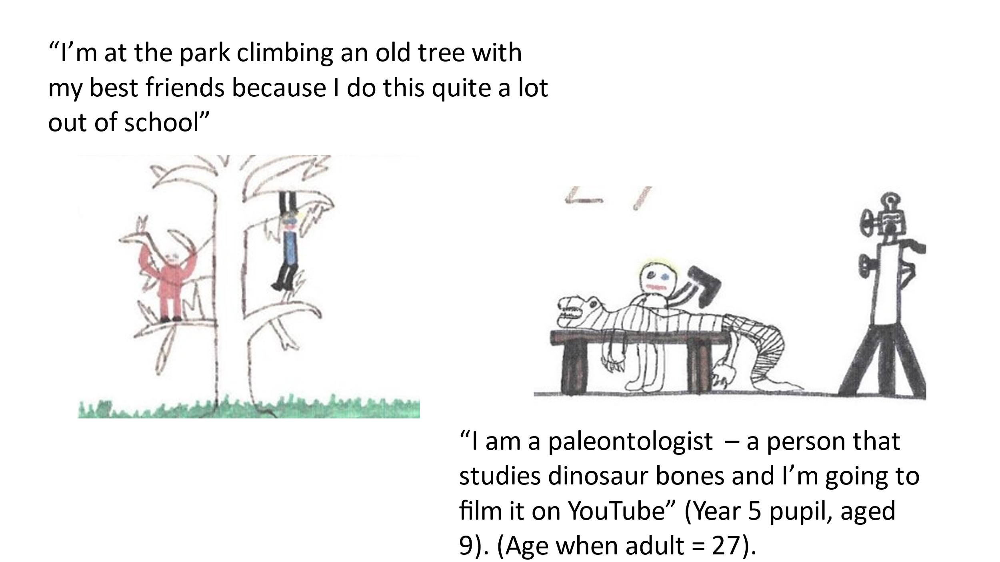 “I’m at the park climbing an old tree with
my best friends because I do this quite a lot
out of school”
“I am a paleontologist  – a person that
studies dinosaur bones and I’m going to
film it on YouTube” (Year 5 pupil, aged
9). (Age when adult = 27).